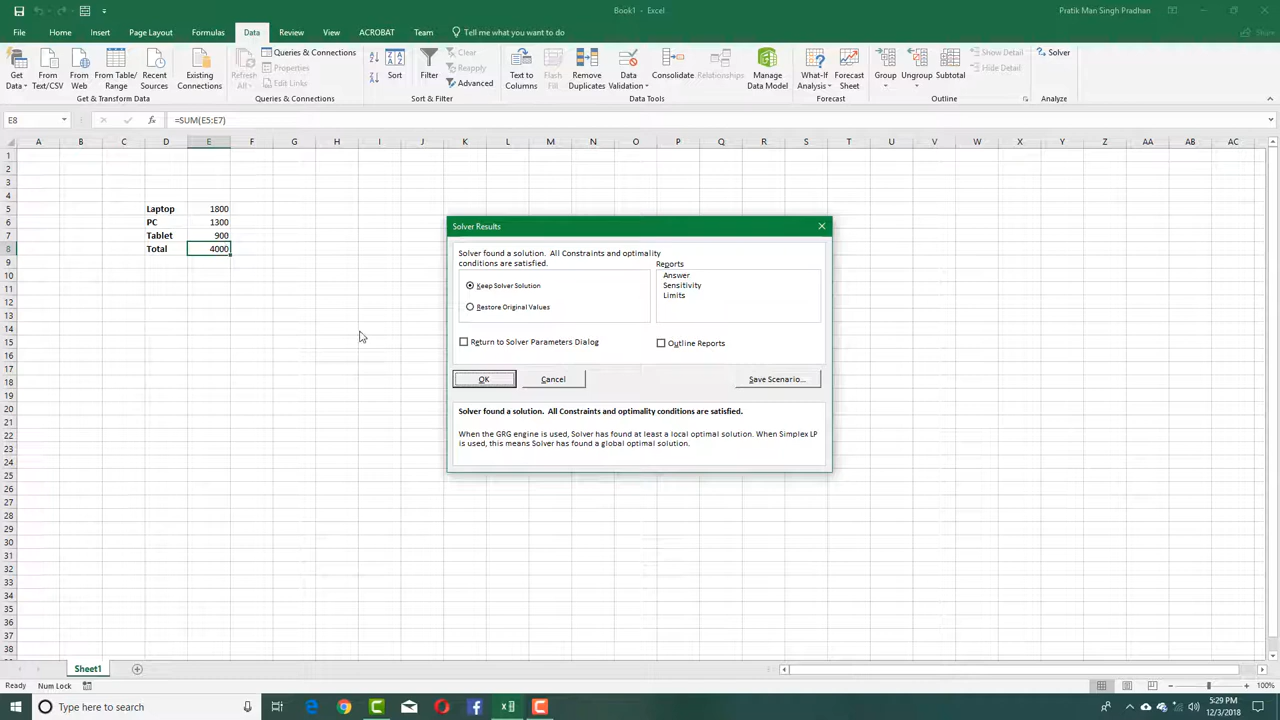 Book1 - Excel
Pratik Man Singh Pradhan
File Home Insert Page Layout Formulas Data Review View ACROBAT Team Tell me what you want to do Share
Get Data
From Text/CSV
From Web
From Table/ Range
Recent Sources
Existing Connections
Get & Transform Data
Refresh All
Queries & Connections
Properties
Edit Links
Queries & Connections
Sort
Filter
Clear
Reapply
Advanced
Sort & Filter
Text to Columns
Flash Fill
Remove Duplicates
Data Validation
Consolidate
Relationships
Manage Data Model
Data Tools
What-If Analysis
Forecast Sheet
Forecast
Group
Ungroup
Subtotal
Show Detail
Hide Detail
Outline
Solver
Analyze
E8 fx =SUM(E5:E7)
A B C D E F G H I J K L M N O P Q R S T U V W X Y Z AA AB AC
1
2
3
4
5 Laptop 1800
6 PC 1300
7 Tablet 900
8 Total 4000
9
10
11
12
13
14
15
16
17
18
19
20
21
22
23
24
25
26
27
28
29
30
31
32
33
34
35
36
37
38
Solver Results
Solver found a solution. All Constraints and optimality
conditions are satisfied.
Keep Solver Solution
Restore Original Values
Reports
Answer
Sensitivity
Limits
Return to Solver Parameters Dialog
Outline Reports
OK Cancel Save Scenario...
Solver found a solution. All Constraints and optimality conditions are satisfied.
When the GRG engine is used, Solver has found at least a local optimal solution. When Simplex LP
is used, this means Solver has found a global optimal solution.
Sheet1
Ready Num Lock 100%
Type here to search
5:29 PM
12/3/2018